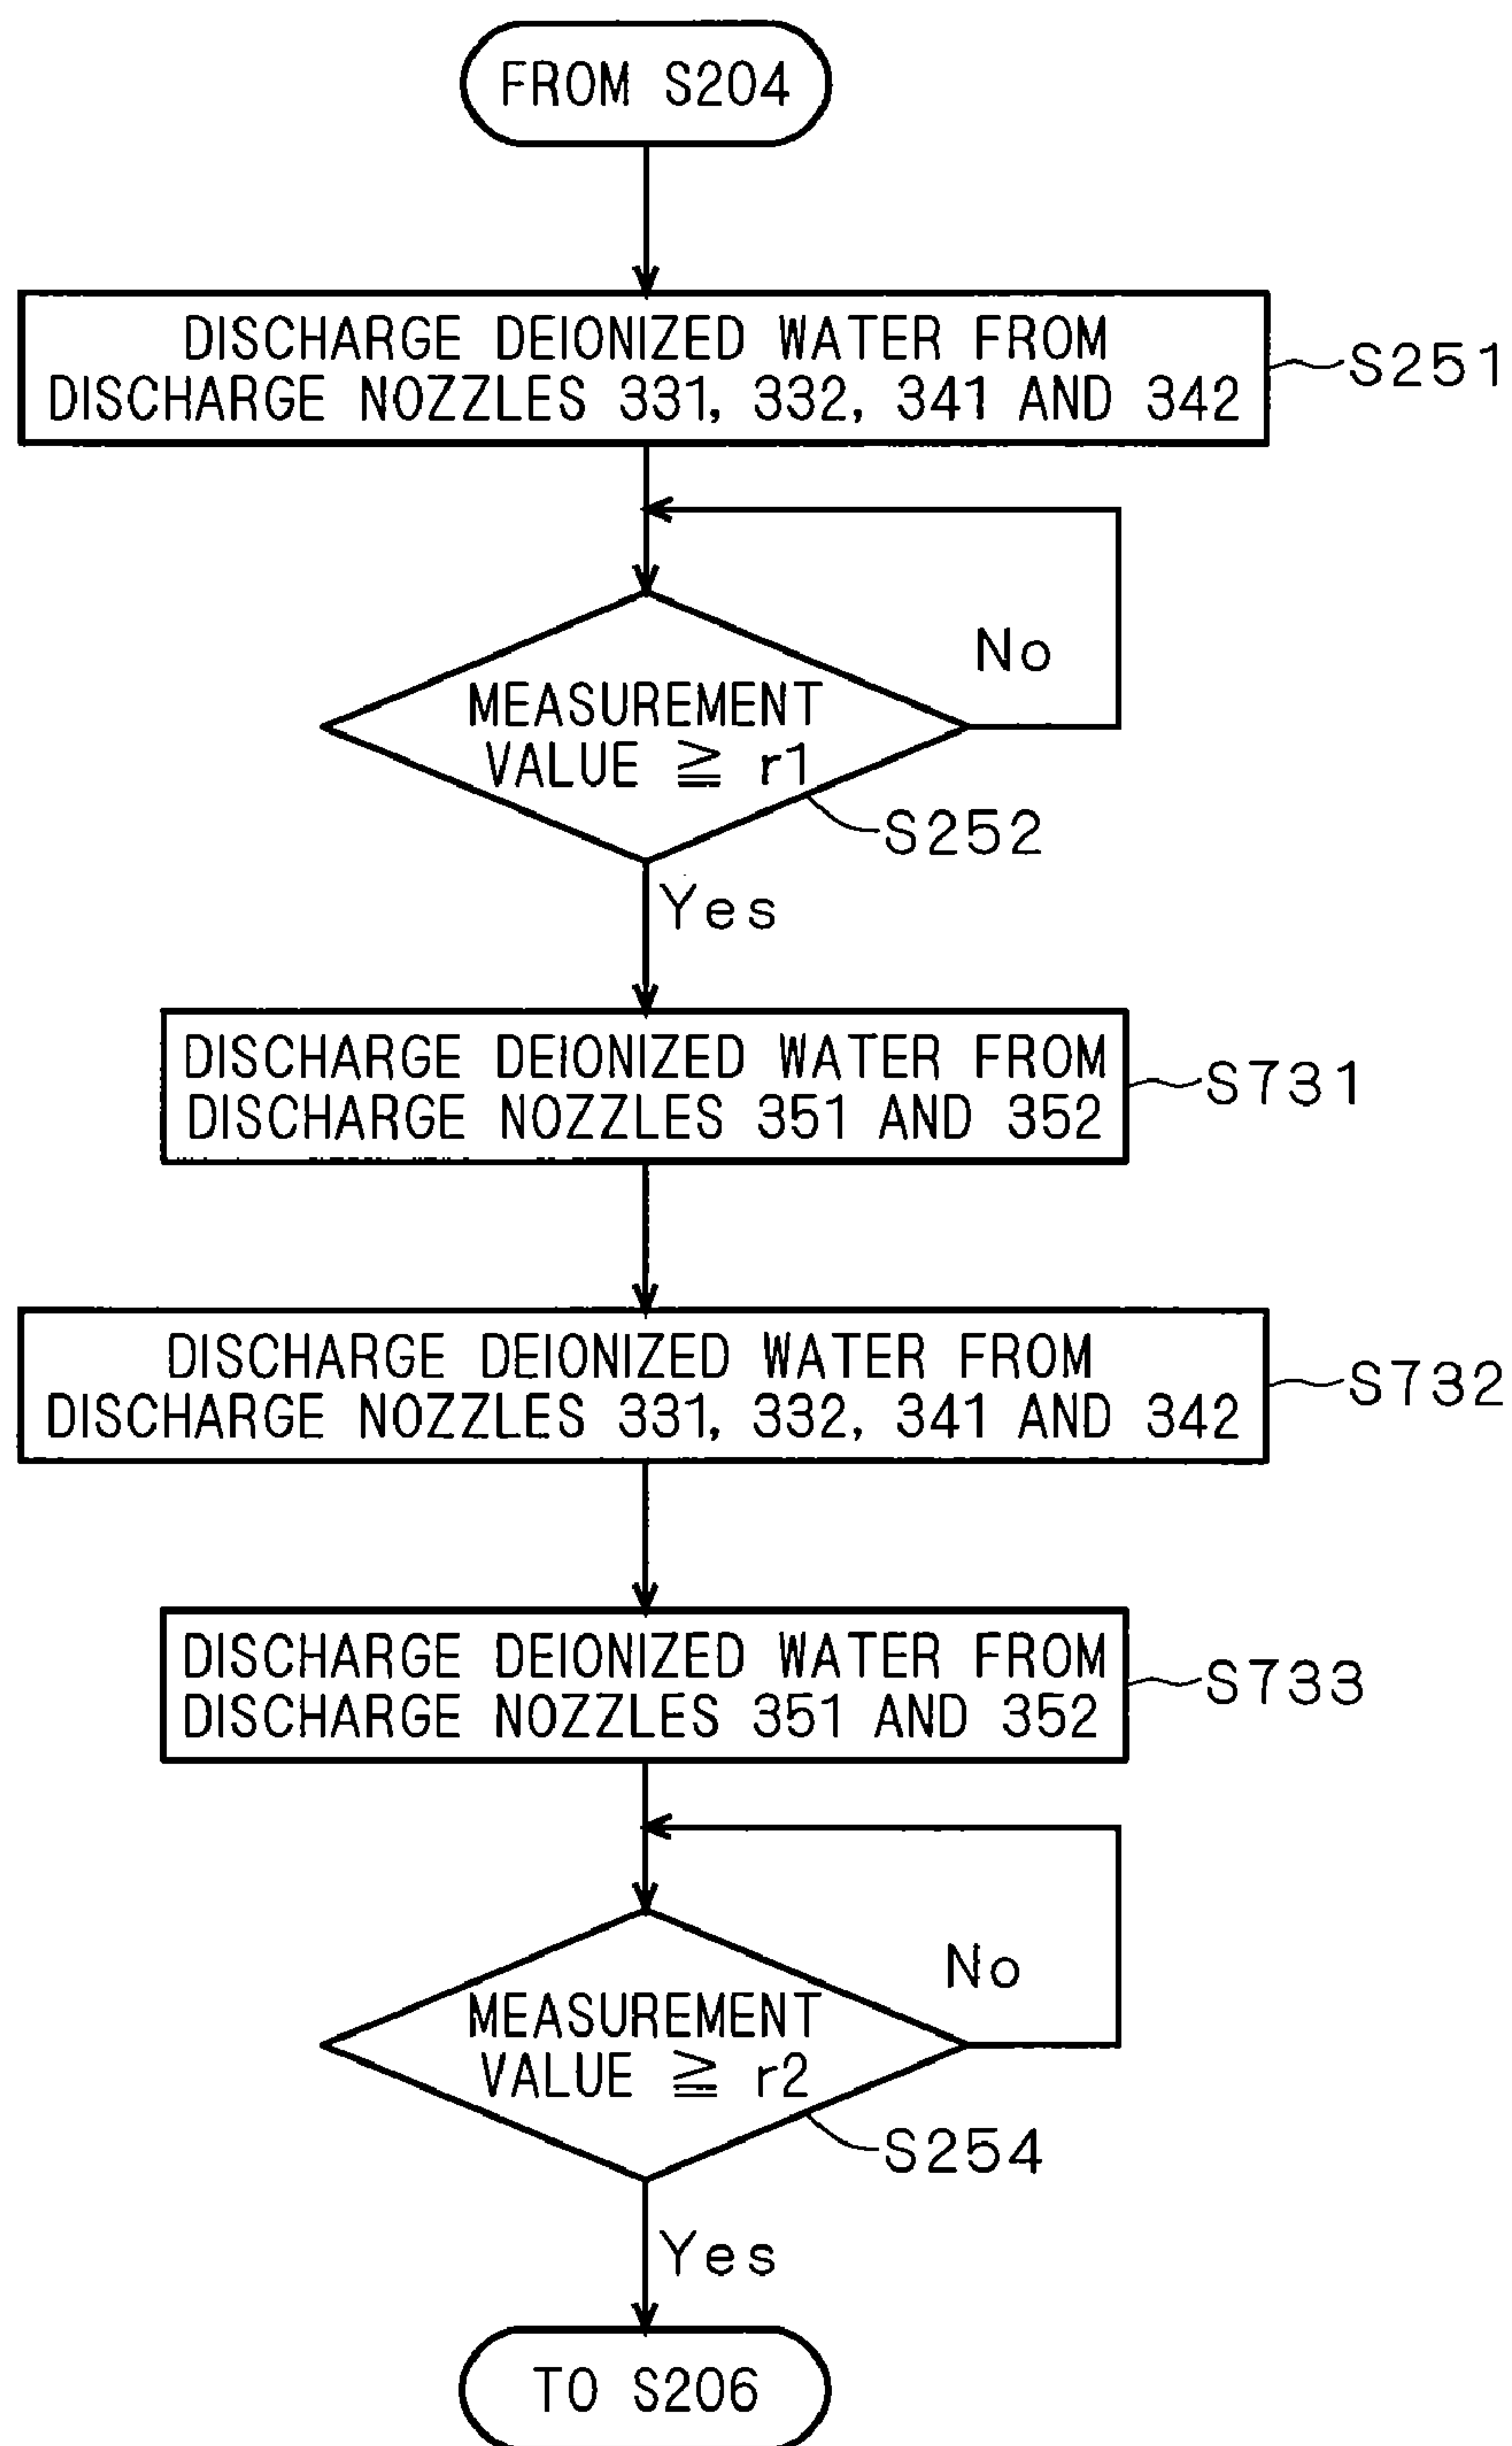 FROM S204
DISCHARGE DEIONIZED WATER FROM
DISCHARGE NOZZLES 331, 332, 341 AND 342
S251
No
MEASUREMENT
VALUE ≧ r1
S252
Yes
DISCHARGE DEIONIZED WATER FROM
DISCHARGE NOZZLES 351 AND 352
S731
DISCHARGE DEIONIZED WATER FROM
DISCHARGE NOZZLES 331, 332, 341 AND 342
S732
DISCHARGE DEIONIZED WATER FROM
DISCHARGE NOZZLES 351 AND 352
S733
No
MEASUREMENT
VALUE ≧ r2
S254
Yes
TO S206